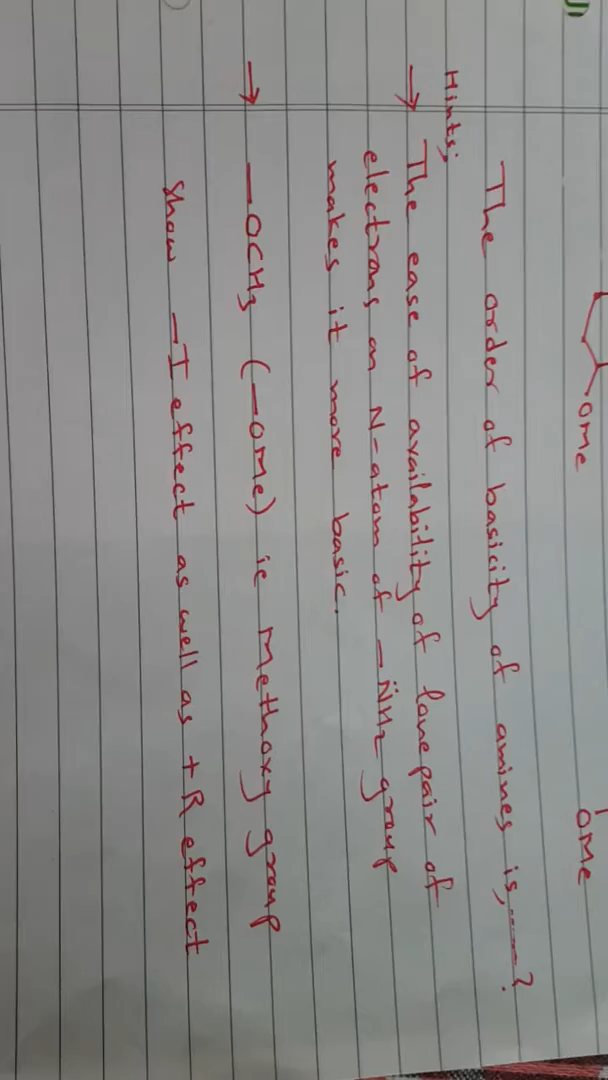 OMe
OMe
The order of basicity of amines is, ----?
Hints;
→ The ease of availability of lone pair of
electrons on N-atom of -N̈H2 group
makes it more basic.
→ -OCH3 (-OMe) ie Methoxy group
show -I effect as well as +R effect